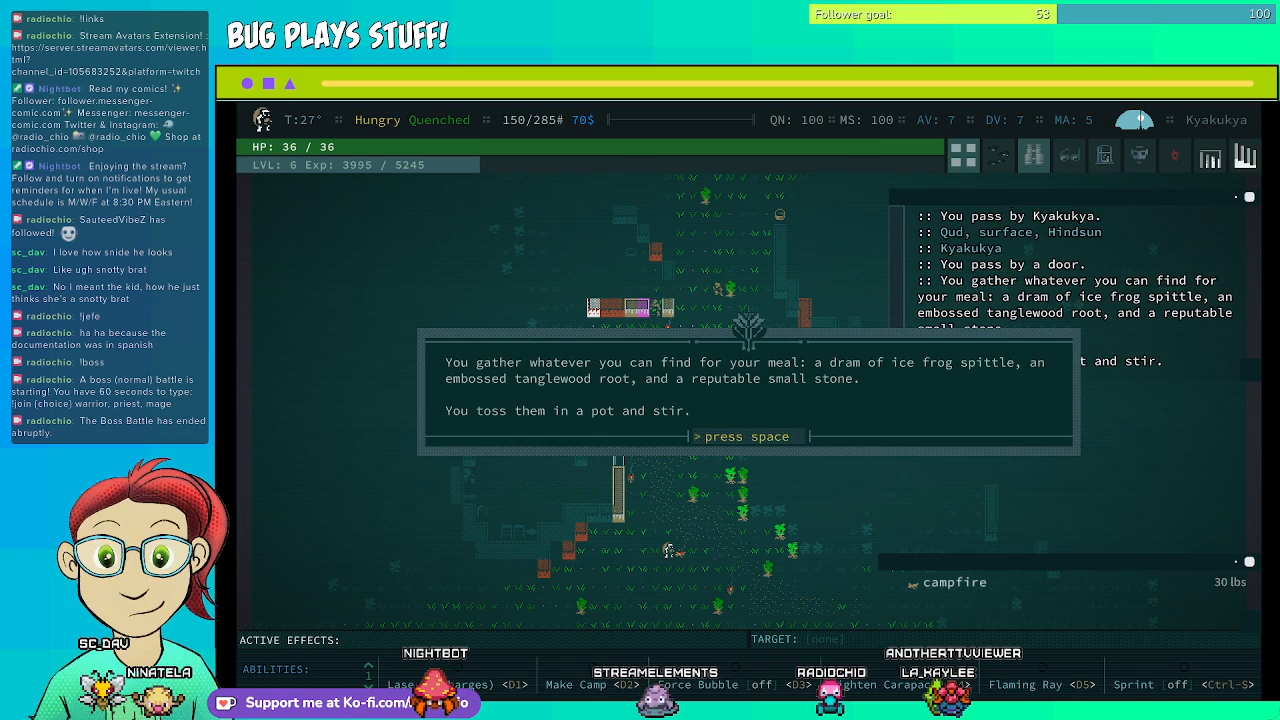 radiochio: !links
radiochio: Stream Avatars Extension! :
https://server.streamavatars.com/viewer.h
tml?
channel_id=105683252&platform=twitch
Nightbot: Read my comics! ✨
Follower: follower.messenger-
comic.com ✨ Messenger: messenger-
comic.com Twitter & Instagram:
@radio_chio @radio_chio 💚 Shop at
radiochio.com/shop
Nightbot: Enjoying the stream?
Follow and turn on notifications to get
reminders for when I'm live! My usual
schedule is M/W/F at 8:30 PM Eastern!
radiochio: SauteedVibeZ has
followed!
sc_dav: I love how snide he looks
sc_dav: Like ugh snotty brat
sc_dav: No I meant the kid, how he just
thinks she's a snotty brat
radiochio: !jefe
radiochio: ha ha because the
documentation was in spanish
radiochio: !boss
radiochio: A boss (normal) battle is
starting! You have 60 seconds to type:
!join [choice] warrior, priest, mage
radiochio: The Boss Battle has ended
abruptly.
BUG PLAYS STUFF!
Follower goal: 53 100
T:27° :: Hungry Quenched :: 150/285# 70$ QN: 100 :: MS: 100 :: AV: 7 :: DV: 7 :: MA: 5 :: Kyakukya
HP: 36 / 36
LVL: 6 Exp: 3995 / 5245
:: You pass by Kyakukya.
:: Qud, surface, Hindsun
:: Kyakukya
:: You pass by a door.
:: You gather whatever you can find for
your meal: a dram of ice frog spittle, an
embossed tanglewood root, and a reputable
small stone.
t and stir.
You gather whatever you can find for your meal: a dram of ice frog spittle, an
embossed tanglewood root, and a reputable small stone.
You toss them in a pot and stir.
> press space
campfire 30 lbs
ACTIVE EFFECTS:
TARGET: [none]
ABILITIES:
1
Lase harges) <D1> Make Camp <D2> orce Bubble [off] <D3> ghten Carapac Flaming Ray <D5> Sprint [off] <Ctrl-S>
SC_DAV
NINATELA
NIGHTBOT
STREAMELEMENTS
RADIOCHIO
ANOTHERTTVVIEWER
LA_KAYLEE
Support me at Ko-fi.com/ o